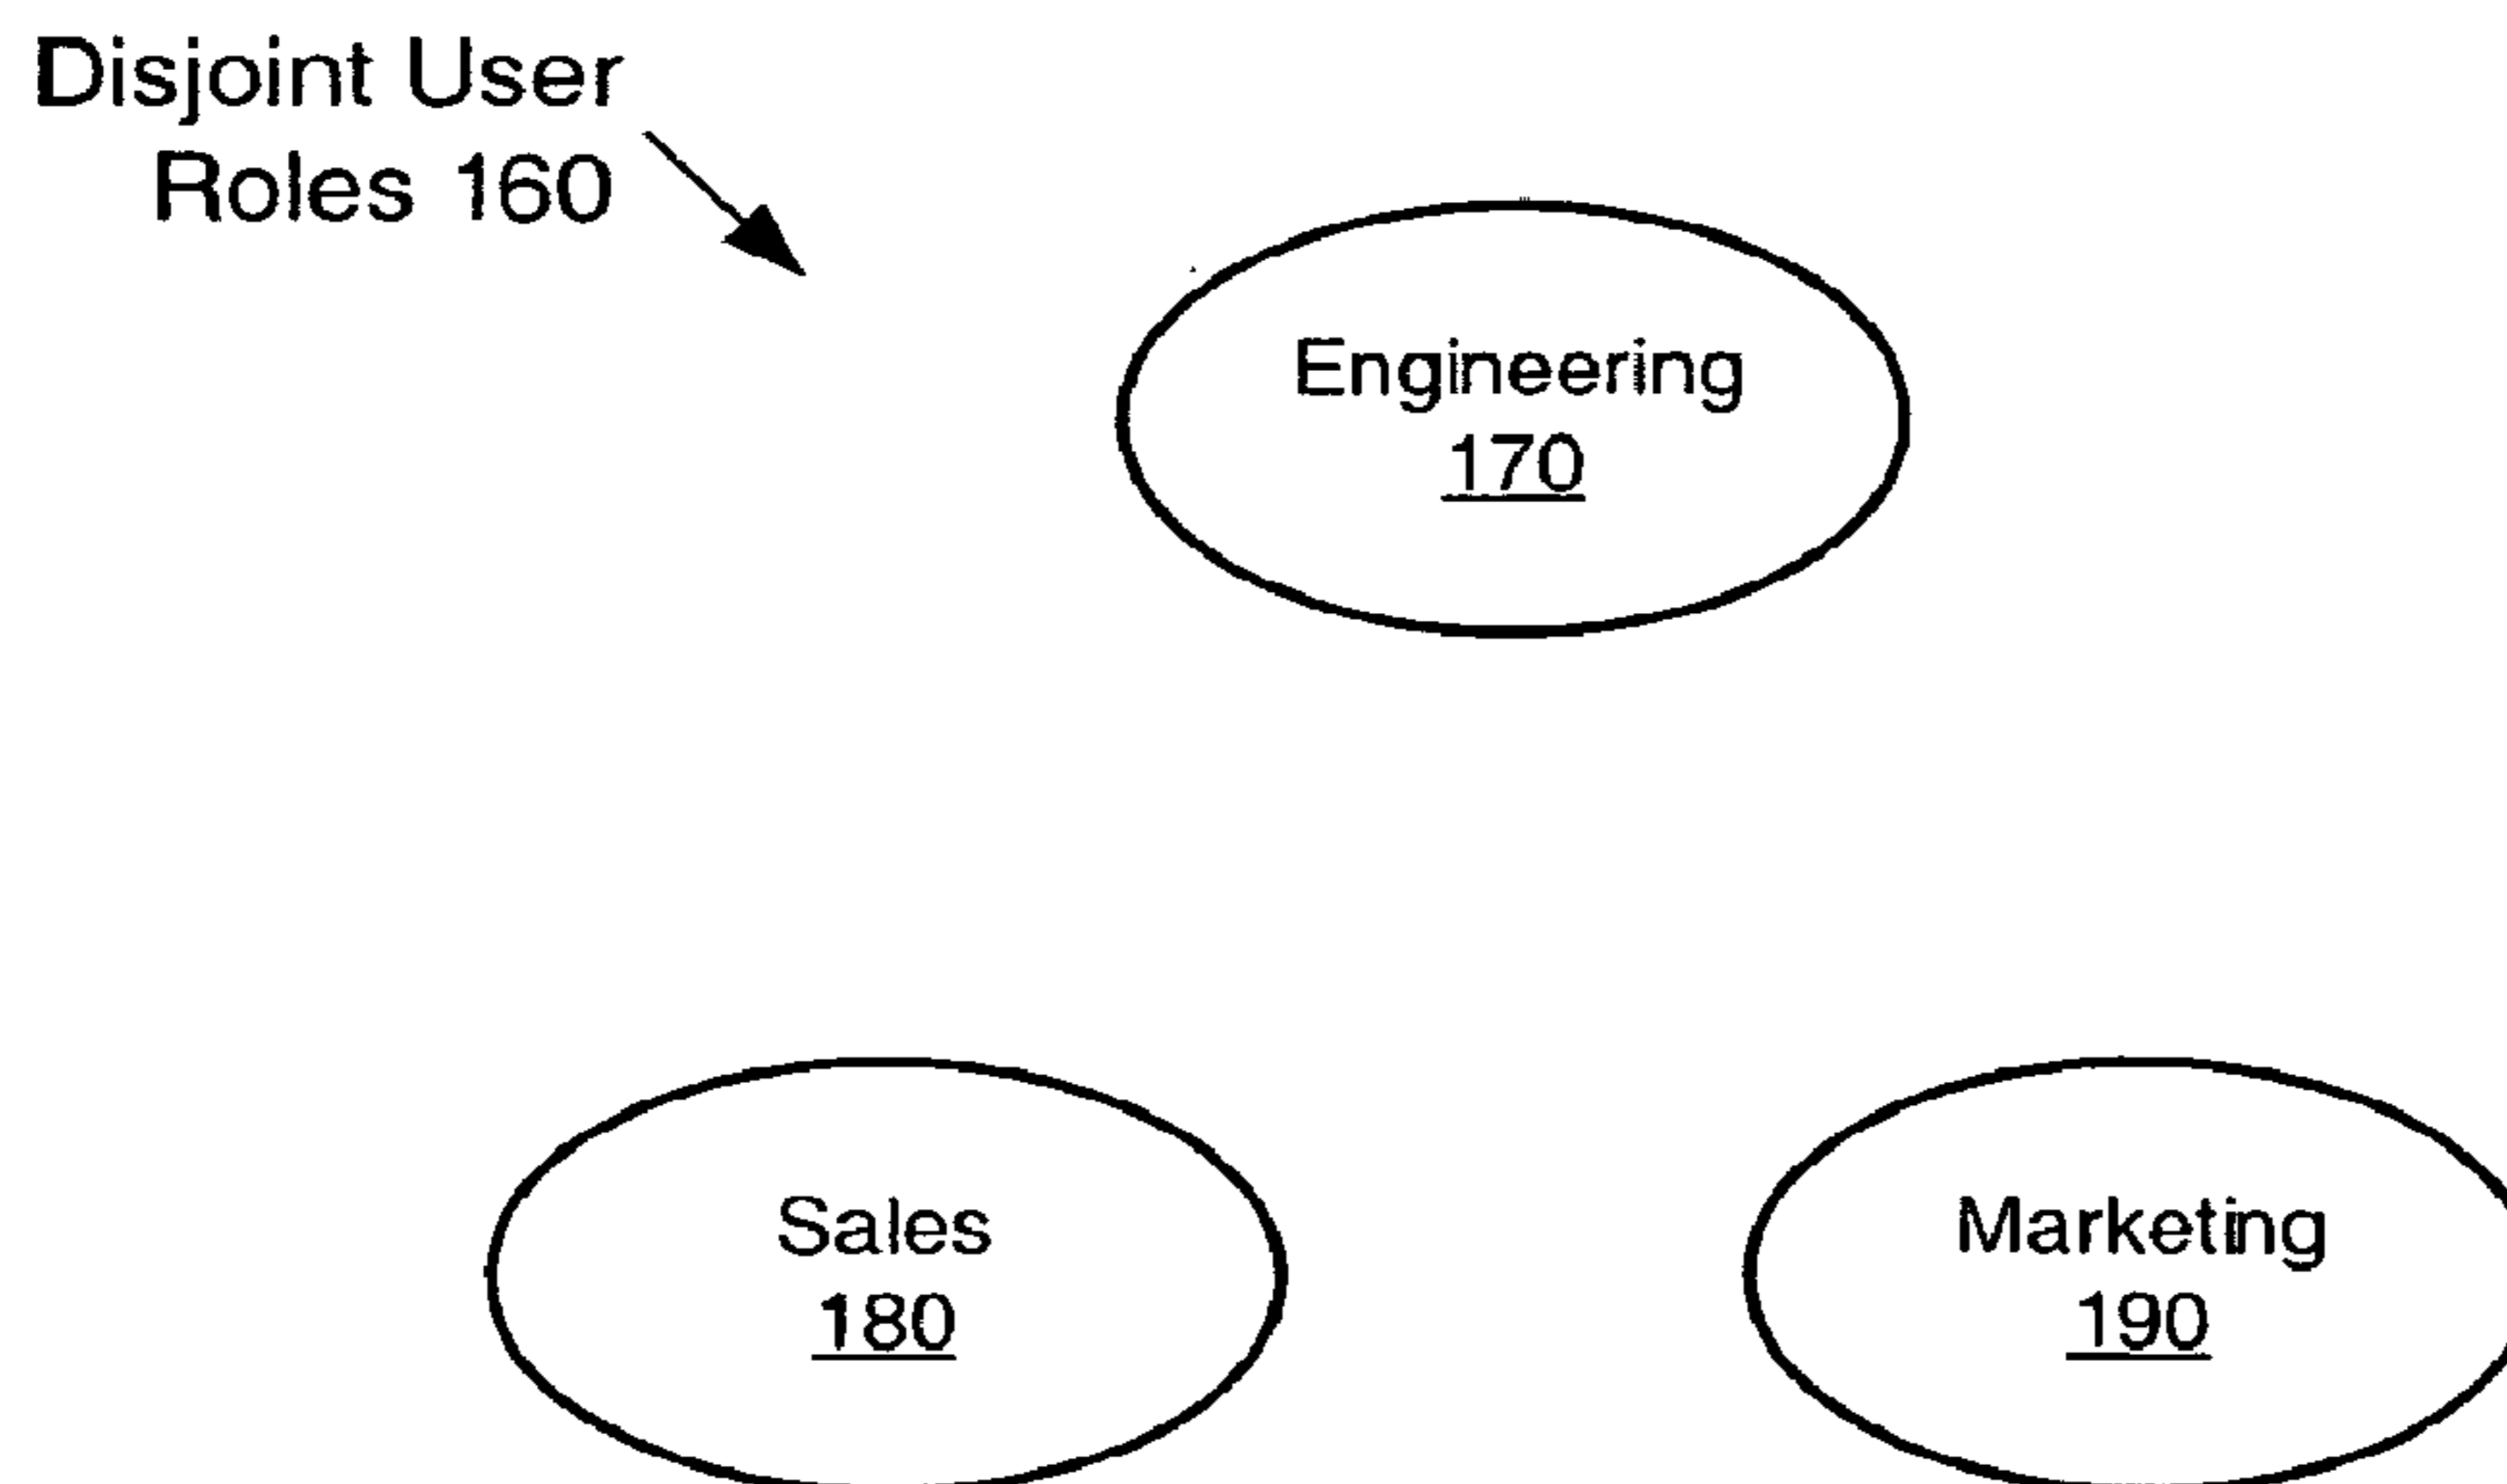 Disjoint User
Roles 160
Engineering
170
Sales
180
Marketing
190